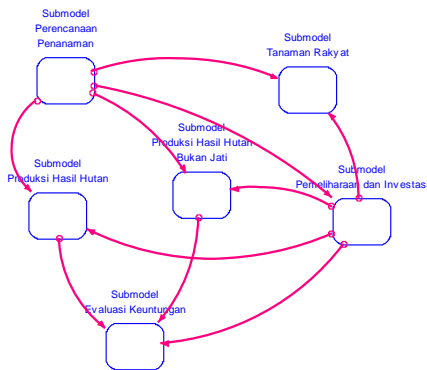 Submodel
Perencanaan
Penanaman
Submodel
Tanaman Rakyat
Submodel
Produksi Hasil Hutan
Bukan Jati
Submodel
Produksi Hasil Hutan
Submodel
Pemeliharaan dan Investasi
Submodel
Evaluasi Keuntungan